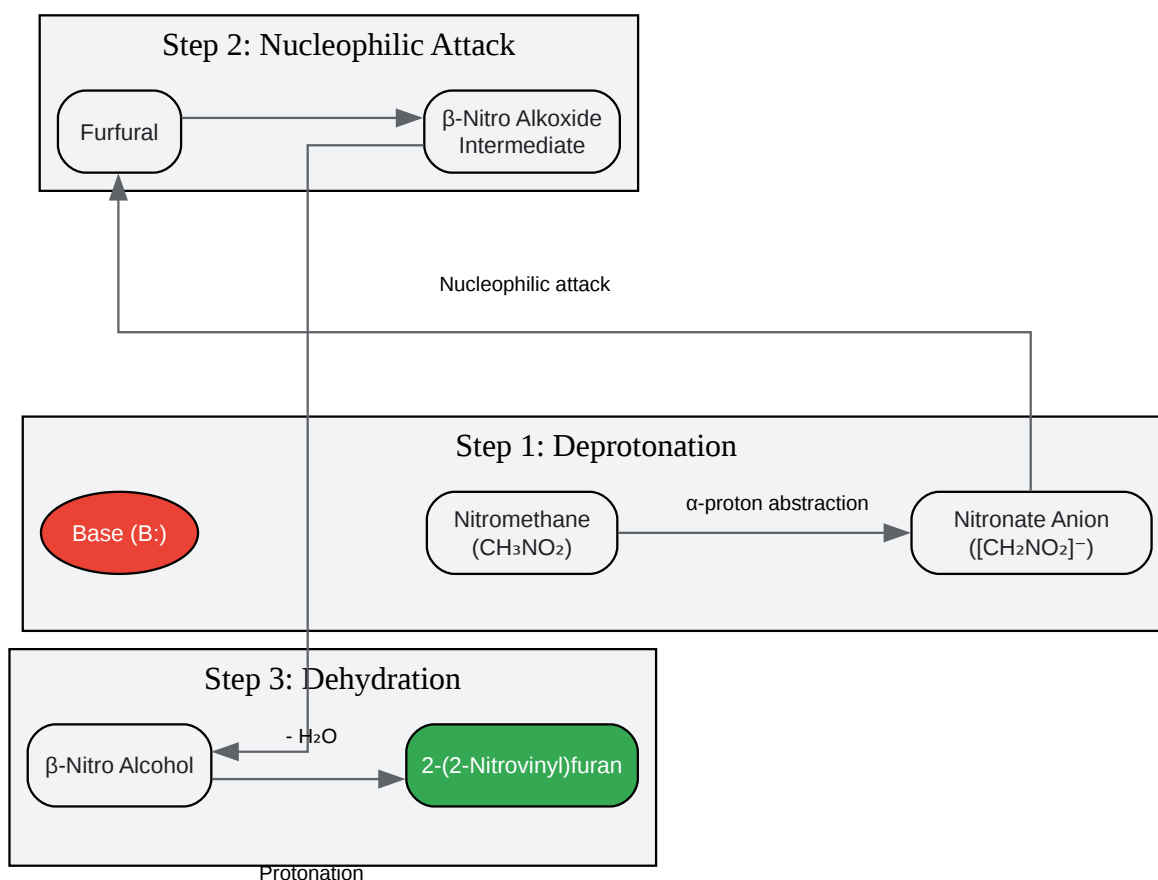 Step 2: Nucleophilic Attack
Furfural
β-Nitro Alkoxide
Intermediate
Nucleophilic attack
Step 1: Deprotonation
Base (B:)
Nitromethane
(CH₃NO₂)
α-proton abstraction
Nitronate Anion
([CH₂NO₂]⁻)
Step 3: Dehydration
β-Nitro Alcohol
- H₂O
2-(2-Nitrovinyl)furan
Protonation